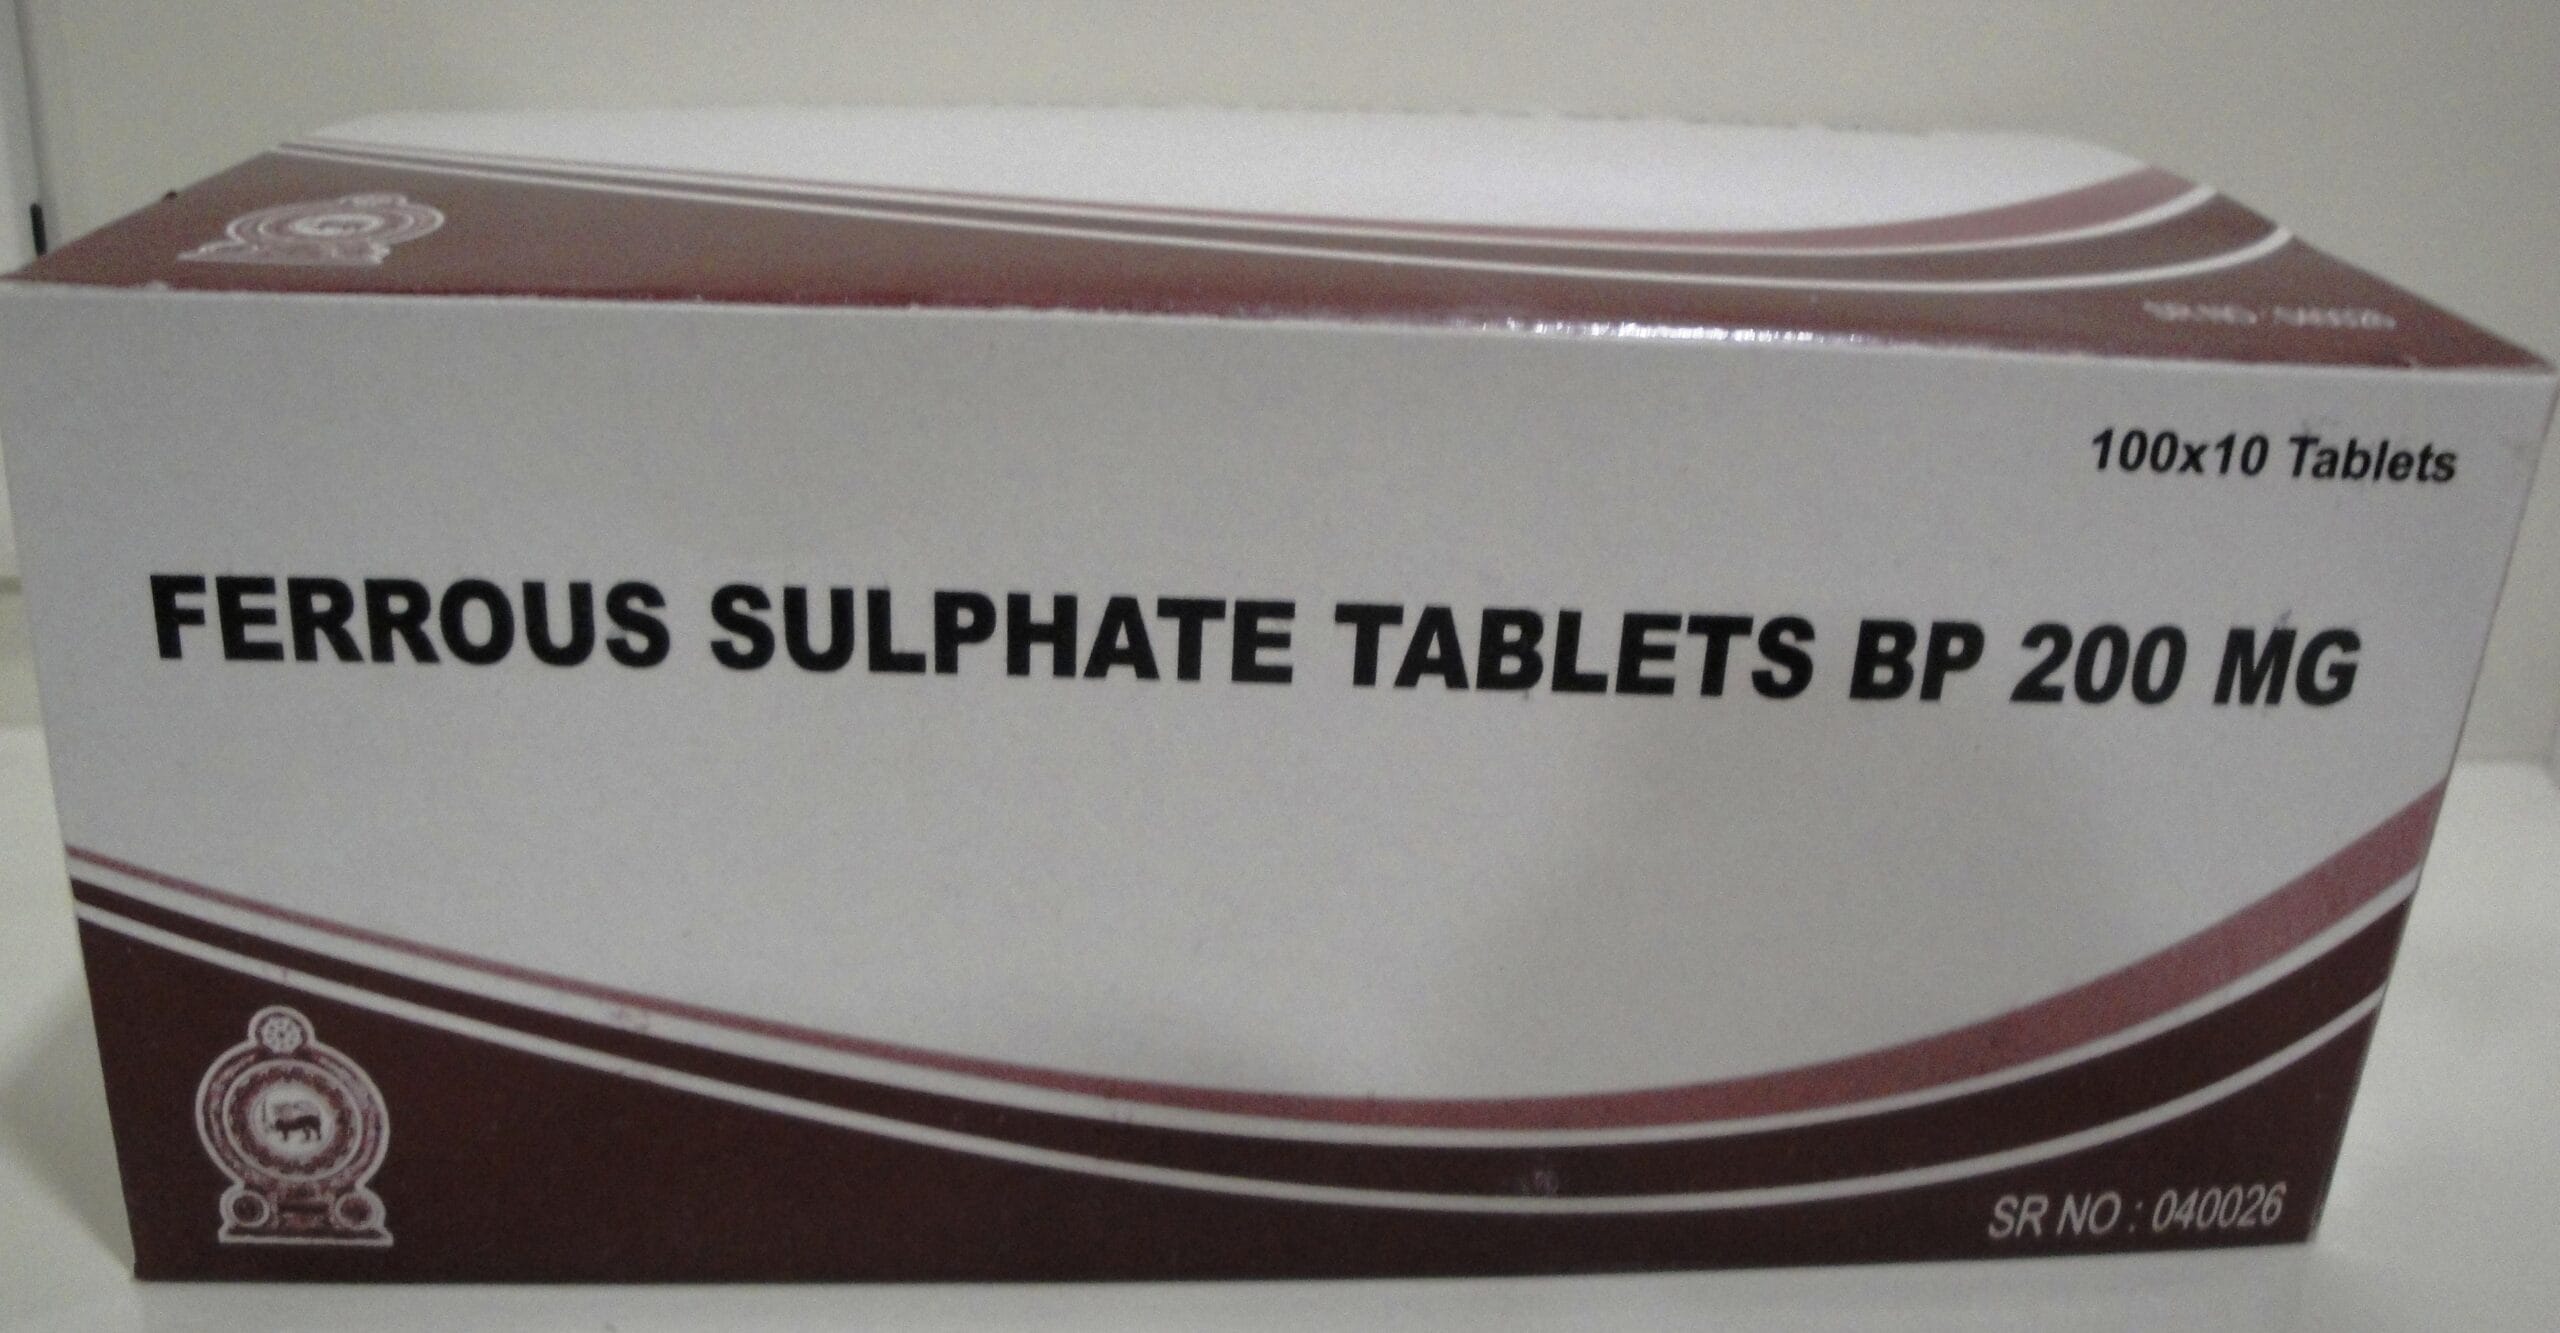 100x10 Tablets
FERROUS SULPHATE TABLETS BP 200 MG
SR NO : 040026